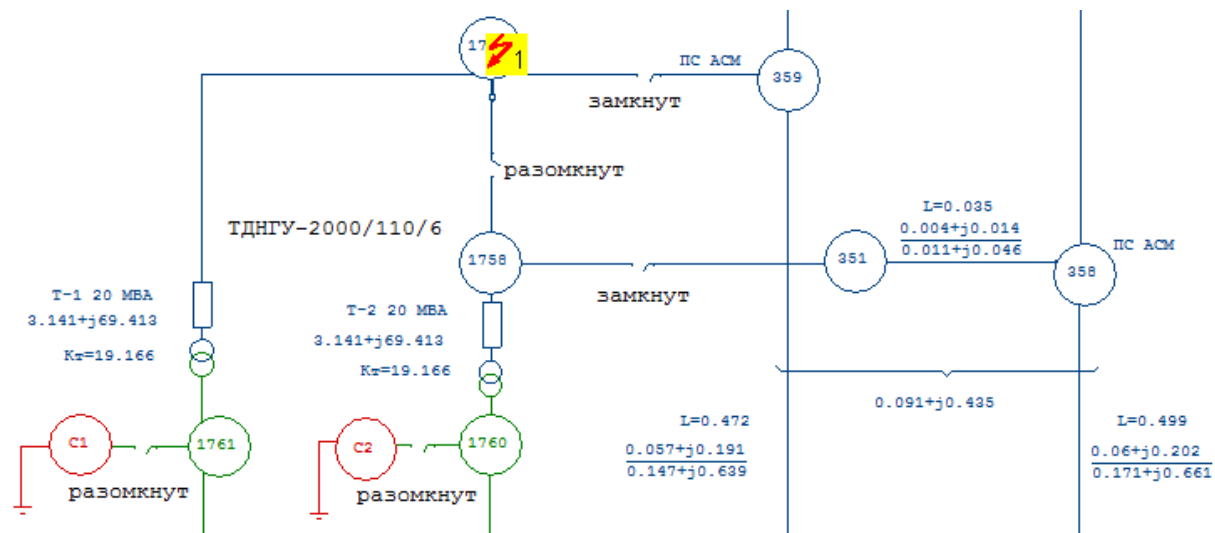 1
ПС АСМ
359
замкнут
разомкнут
ТДНГУ-2000/110/6
L=0.035
0.004+j0.014
0.011+j0.046
ПС АСМ
1758
351
358
замкнут
Т-1 20 МВА
3.141+j69.413
Кт=19.166
Т-2 20 МВА
3.141+j69.413
Кт=19.166
0.091+j0.435
L=0.472
0.057+j0.191
0.147+j0.639
L=0.499
0.06+j0.202
0.171+j0.661
С1
1761
С2
1760
разомкнут
разомкнут